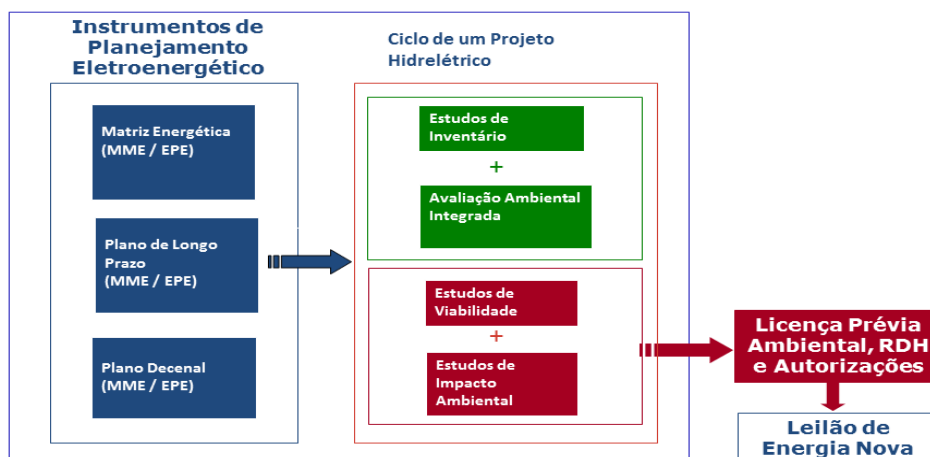 Instrumentos de
Planejamento
Eletroenergético
Matriz Energética
(MME / EPE)
Plano de Longo
Prazo
(MME / EPE)
Plano Decenal
(MME / EPE)
Ciclo de um Projeto
Hidrelétrico
Estudos de
Inventário
+
Avaliação Ambiental
Integrada
Estudos de
Viabilidade
+
Estudos de
Impacto
Ambiental
Licença Prévia
Ambiental, RDH
e Autorizações
Leilão de
Energia Nova